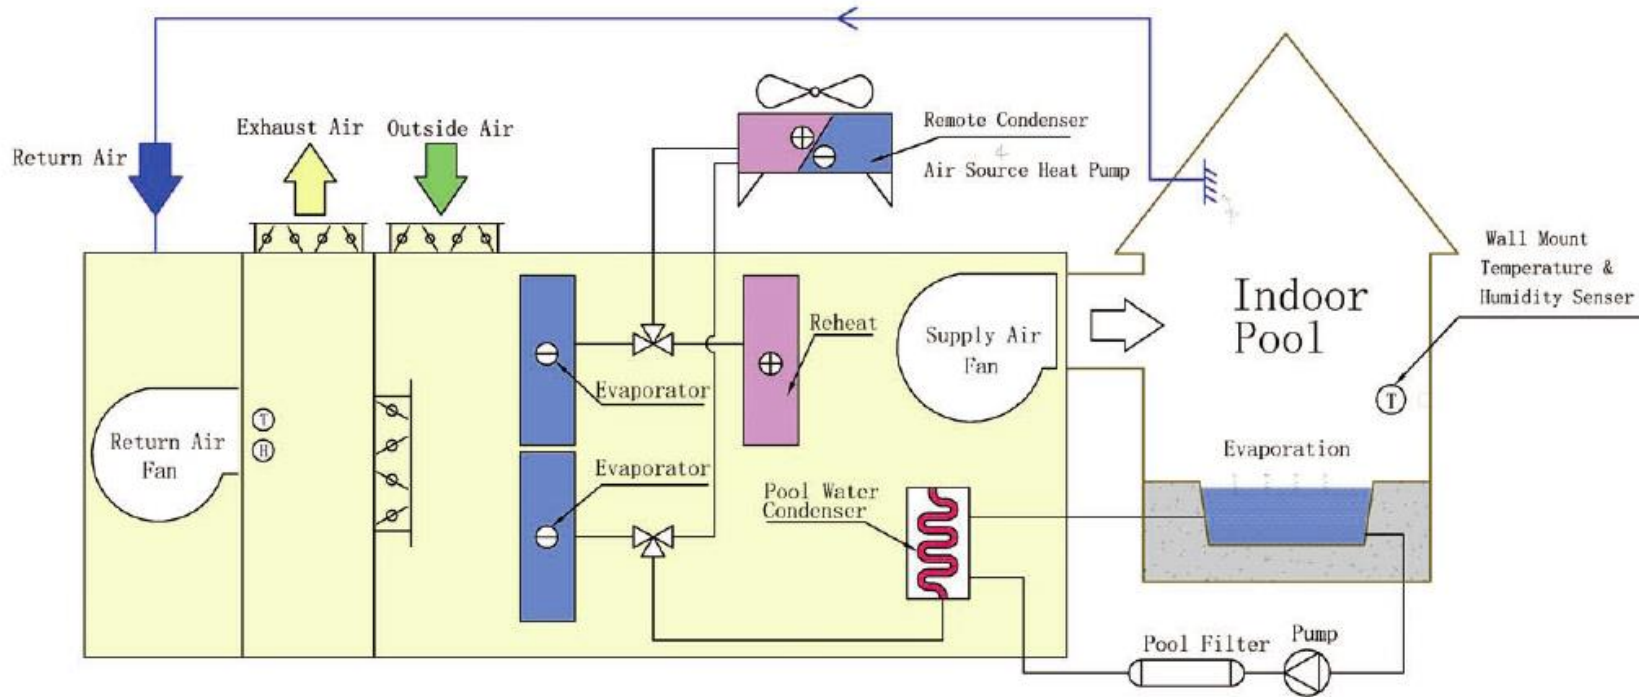 Return Air
Exhaust Air
Outside Air
Remote Condenser
Air Source Heat Pump
Wall Mount
Temperature &
Humidity Senser
Indoor
Pool
Reheat
Supply Air
Fan
Evaporator
T
T
H
Return Air
Fan
Evaporator
Evaporation
Pool Water
Condenser
Pool Filter
Pump